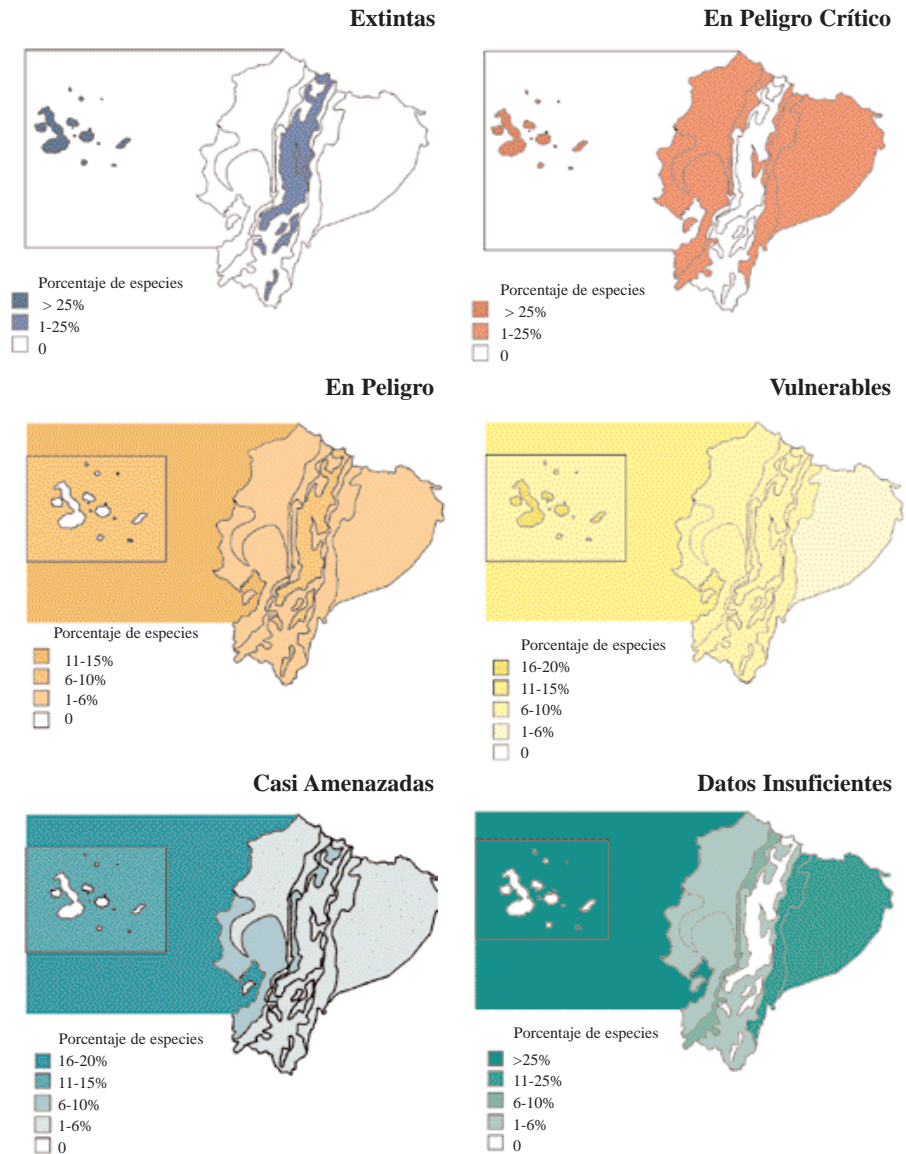 Extintas
Porcentaje de especies
> 25%
1-25%
0
En Peligro Crítico
Porcentaje de especies
> 25%
1-25%
0
En Peligro
Porcentaje de especies
11-15%
6-10%
1-6%
0
Vulnerables
Porcentaje de especies
16-20%
11-15%
6-10%
1-6%
0
Casi Amenazadas
Porcentaje de especies
16-20%
11-15%
6-10%
1-6%
0
Datos Insuficientes
Porcentaje de especies
>25%
11-25%
6-10%
1-6%
0